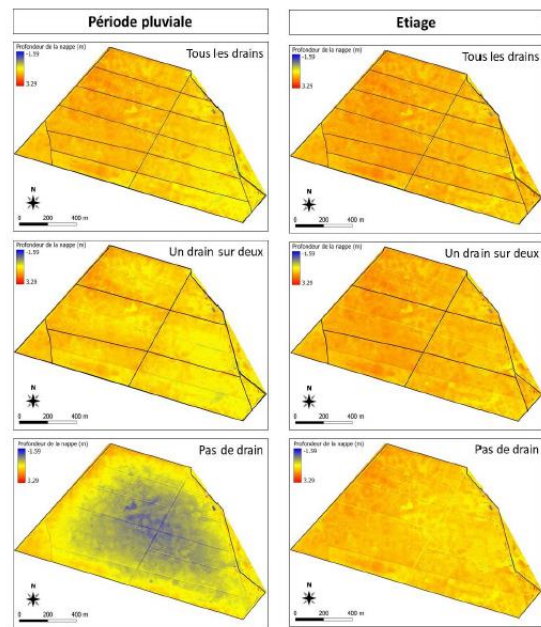 Période pluviale
Etiage
Tous les drains
Profondeur de la nappe (m)
-1.59
3.29
N
0 200 400 m
Tous les drains
Profondeur de la nappe (m)
-1.59
3.29
N
0 200 400 m
Un drain sur deux
Profondeur de la nappe (m)
-1.59
3.29
N
0 200 400 m
Un drain sur deux
Profondeur de la nappe (m)
-1.59
3.29
N
0 200 400 m
Pas de drain
Profondeur de la nappe (m)
-1.59
1.29
N
0 200 400 m
Pas de drain
Profondeur de la nappe (m)
-1.59
3.29
N
0 200 400 m